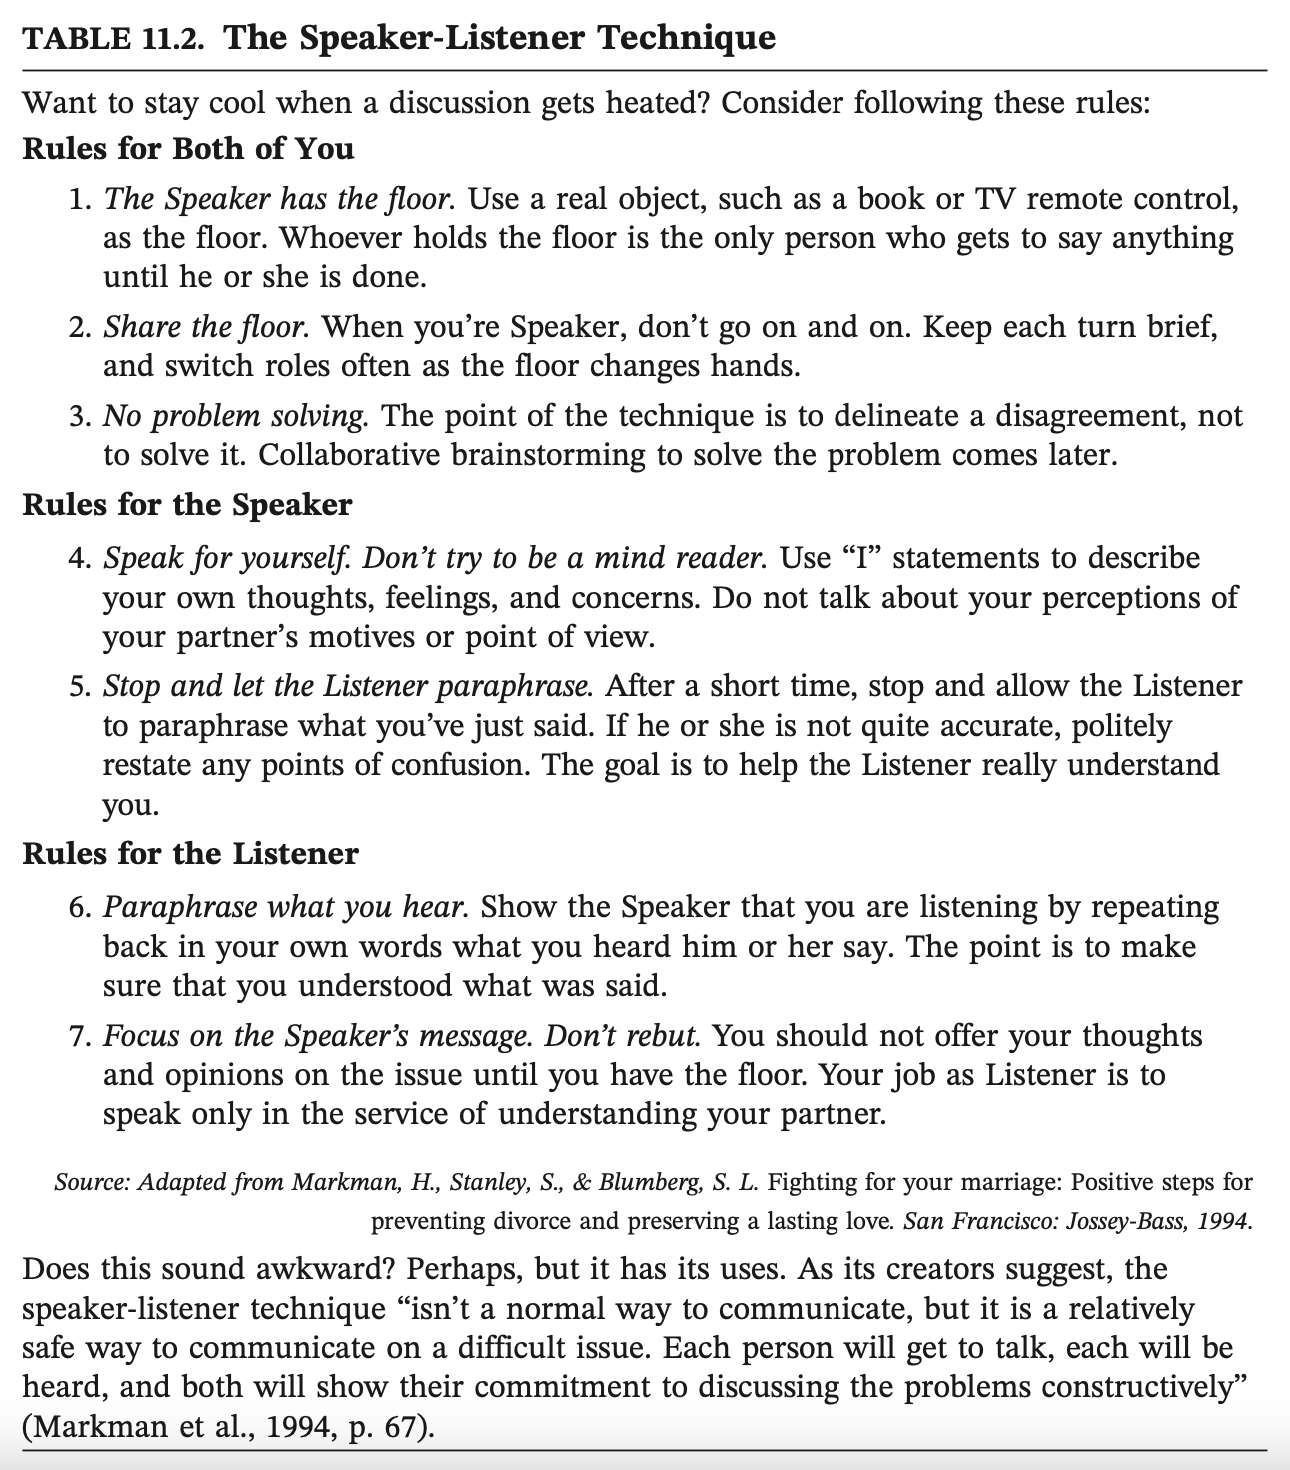 TABLE 11.2. The Speaker-Listener Technique
Want to stay cool when a discussion gets heated? Consider following these rules:
Rules for Both of You
1. The Speaker has the floor. Use a real object, such as a book or TV remote control,
as the floor. Whoever holds the floor is the only person who gets to say anything
until he or she is done.
2. Share the floor. When you’re Speaker, don’t go on and on. Keep each turn brief,
and switch roles often as the floor changes hands.
3. No problem solving. The point of the technique is to delineate a disagreement, not
to solve it. Collaborative brainstorming to solve the problem comes later.
Rules for the Speaker
4. Speak for yourself. Don’t try to be a mind reader. Use “I” statements to describe
your own thoughts, feelings, and concerns. Do not talk about your perceptions of
your partner’s motives or point of view.
5. Stop and let the Listener paraphrase. After a short time, stop and allow the Listener
to paraphrase what you’ve just said. If he or she is not quite accurate, politely
restate any points of confusion. The goal is to help the Listener really understand
you.
Rules for the Listener
6. Paraphrase what you hear. Show the Speaker that you are listening by repeating
back in your own words what you heard him or her say. The point is to make
sure that you understood what was said.
7. Focus on the Speaker’s message. Don’t rebut. You should not offer your thoughts
and opinions on the issue until you have the floor. Your job as Listener is to
speak only in the service of understanding your partner.
Source: Adapted from Markman, H., Stanley, S., & Blumberg, S. L. Fighting for your marriage: Positive steps for
preventing divorce and preserving a lasting love. San Francisco: Jossey-Bass, 1994.
Does this sound awkward? Perhaps, but it has its uses. As its creators suggest, the
speaker-listener technique “isn’t a normal way to communicate, but it is a relatively
safe way to communicate on a difficult issue. Each person will get to talk, each will be
heard, and both will show their commitment to discussing the problems constructively”
(Markman et al., 1994, p. 67).